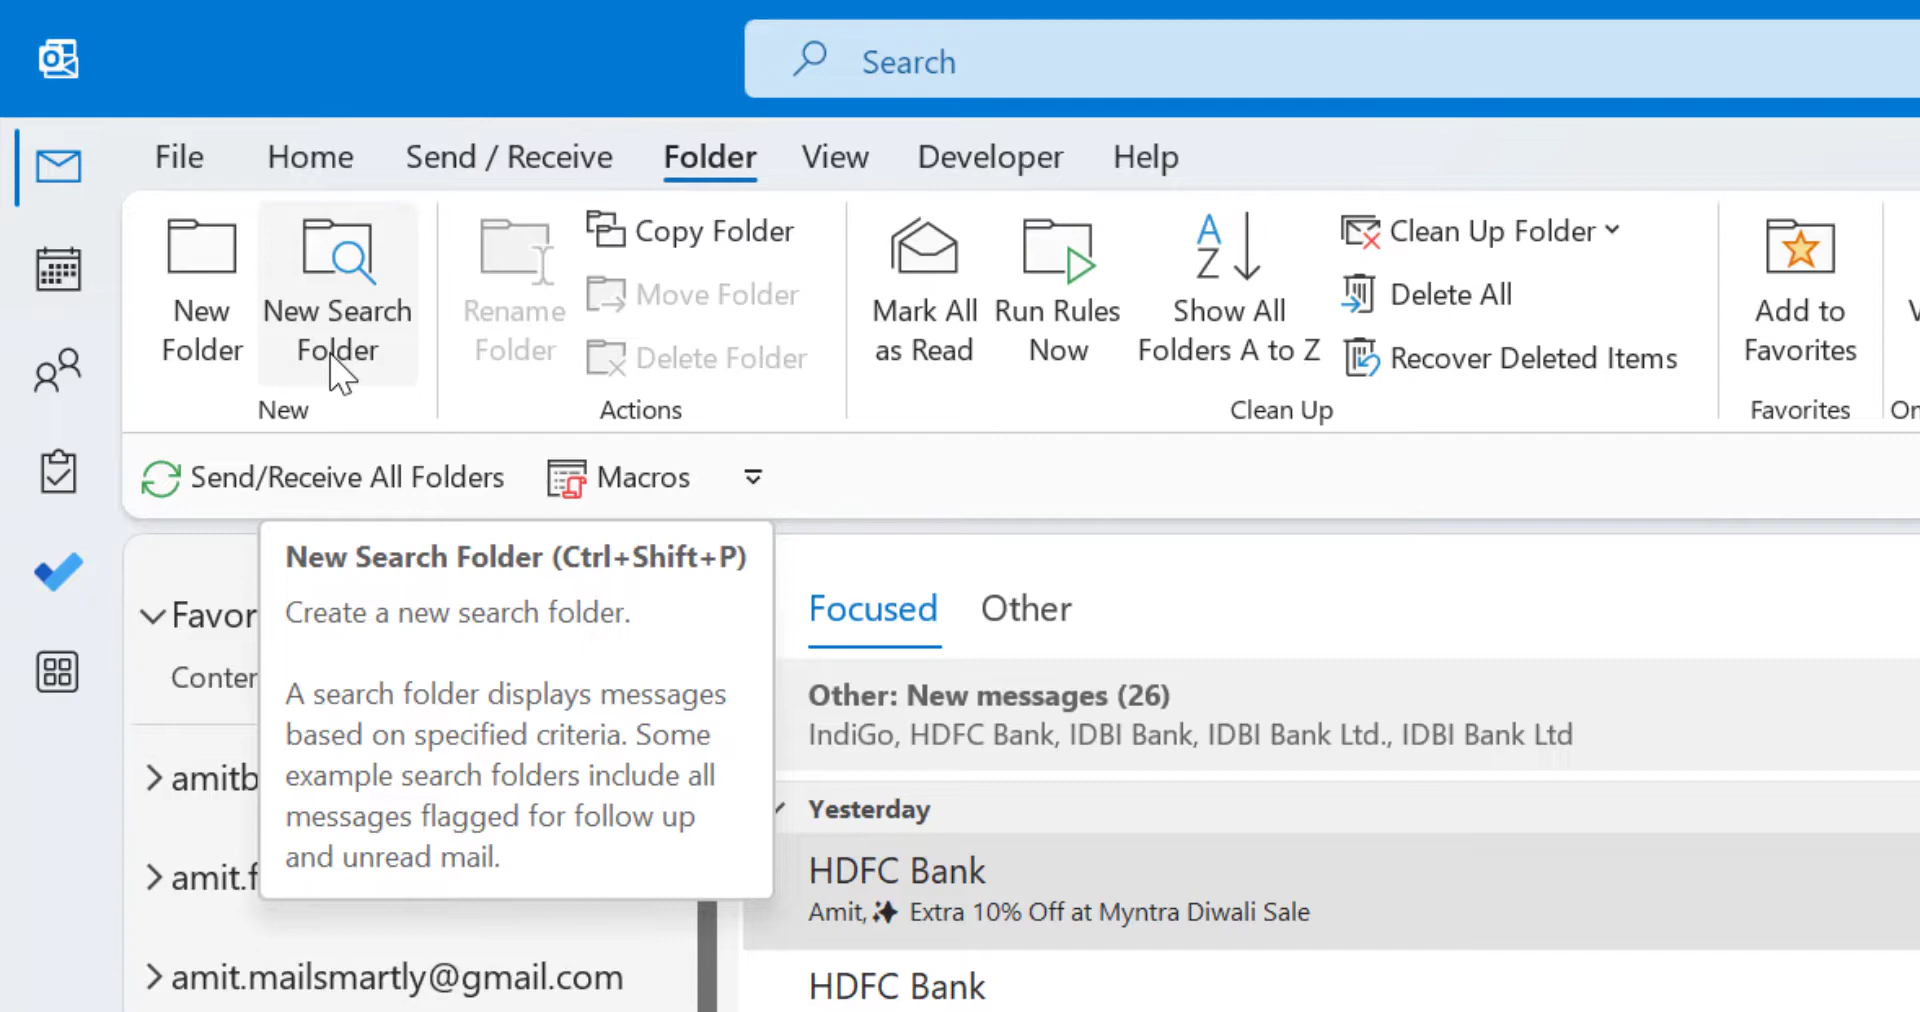 Search
File Home Send / Receive Folder View Developer Help
New Folder
New Search Folder
Rename Folder
Copy Folder
Move Folder
Delete Folder
Mark All as Read
Run Rules Now
A
Z
Show All Folders A to Z
Clean Up Folder
Delete All
Recover Deleted Items
Add to Favorites
New
Actions
Clean Up
Favorites
Send/Receive All Folders
Macros
New Search Folder (Ctrl+Shift+P)
Create a new search folder.
A search folder displays messages
based on specified criteria. Some
example search folders include all
messages flagged for follow up
and unread mail.
Favor
Conter
amitb
amit.f
amit.mailsmartly@gmail.com
Focused Other
Other: New messages (26)
IndiGo, HDFC Bank, IDBI Bank, IDBI Bank Ltd., IDBI Bank Ltd
Yesterday
HDFC Bank
Amit,✨ Extra 10% Off at Myntra Diwali Sale
HDFC Bank